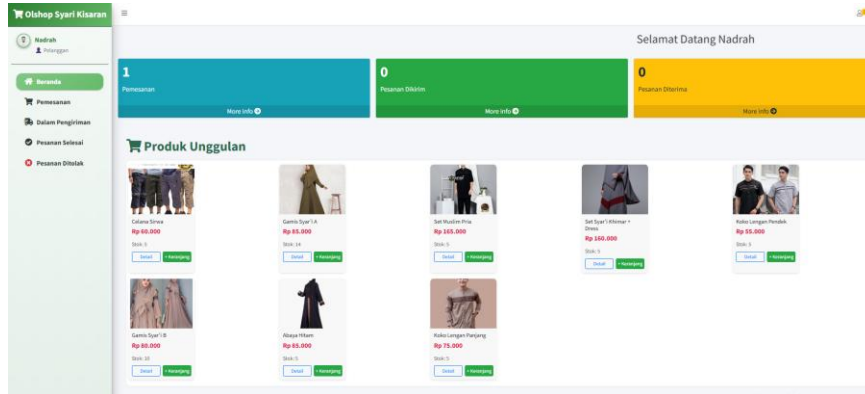 Olshop Syari Kisaran
Nadrah
Pelanggan
Beranda
Pemesanan
Dalam Pengiriman
Pesanan Selesai
Pesanan Ditolak
Selamat Datang Nadrah
1
Pemesanan
More info
0
Pesanan Dikirim
More info
0
Pesanan Diterima
More info
Produk Unggulan
Celana Sirwa
Rp 60.000
Stok: 5
Detail
+ Keranjang
Gamis Syar'i A
Rp 85.000
Stok: 14
Detail
+ Keranjang
Set Muslim Pria
Rp 165.000
Stok: 5
Detail
+ Keranjang
Set Syar'i Khimar +
Dress
Rp 160.000
Stok: 5
Detail
+ Keranjang
Koko Lengan Pendek
Rp 55.000
Stok: 5
Detail
+ Keranjang
Gamis Syar'i B
Rp 80.000
Stok: 10
Detail
+ Keranjang
Abaya Hitam
Rp 85.000
Stok: 5
Detail
+ Keranjang
Koko Lengan Panjang
Rp 75.000
Stok: 5
Detail
+ Keranjang